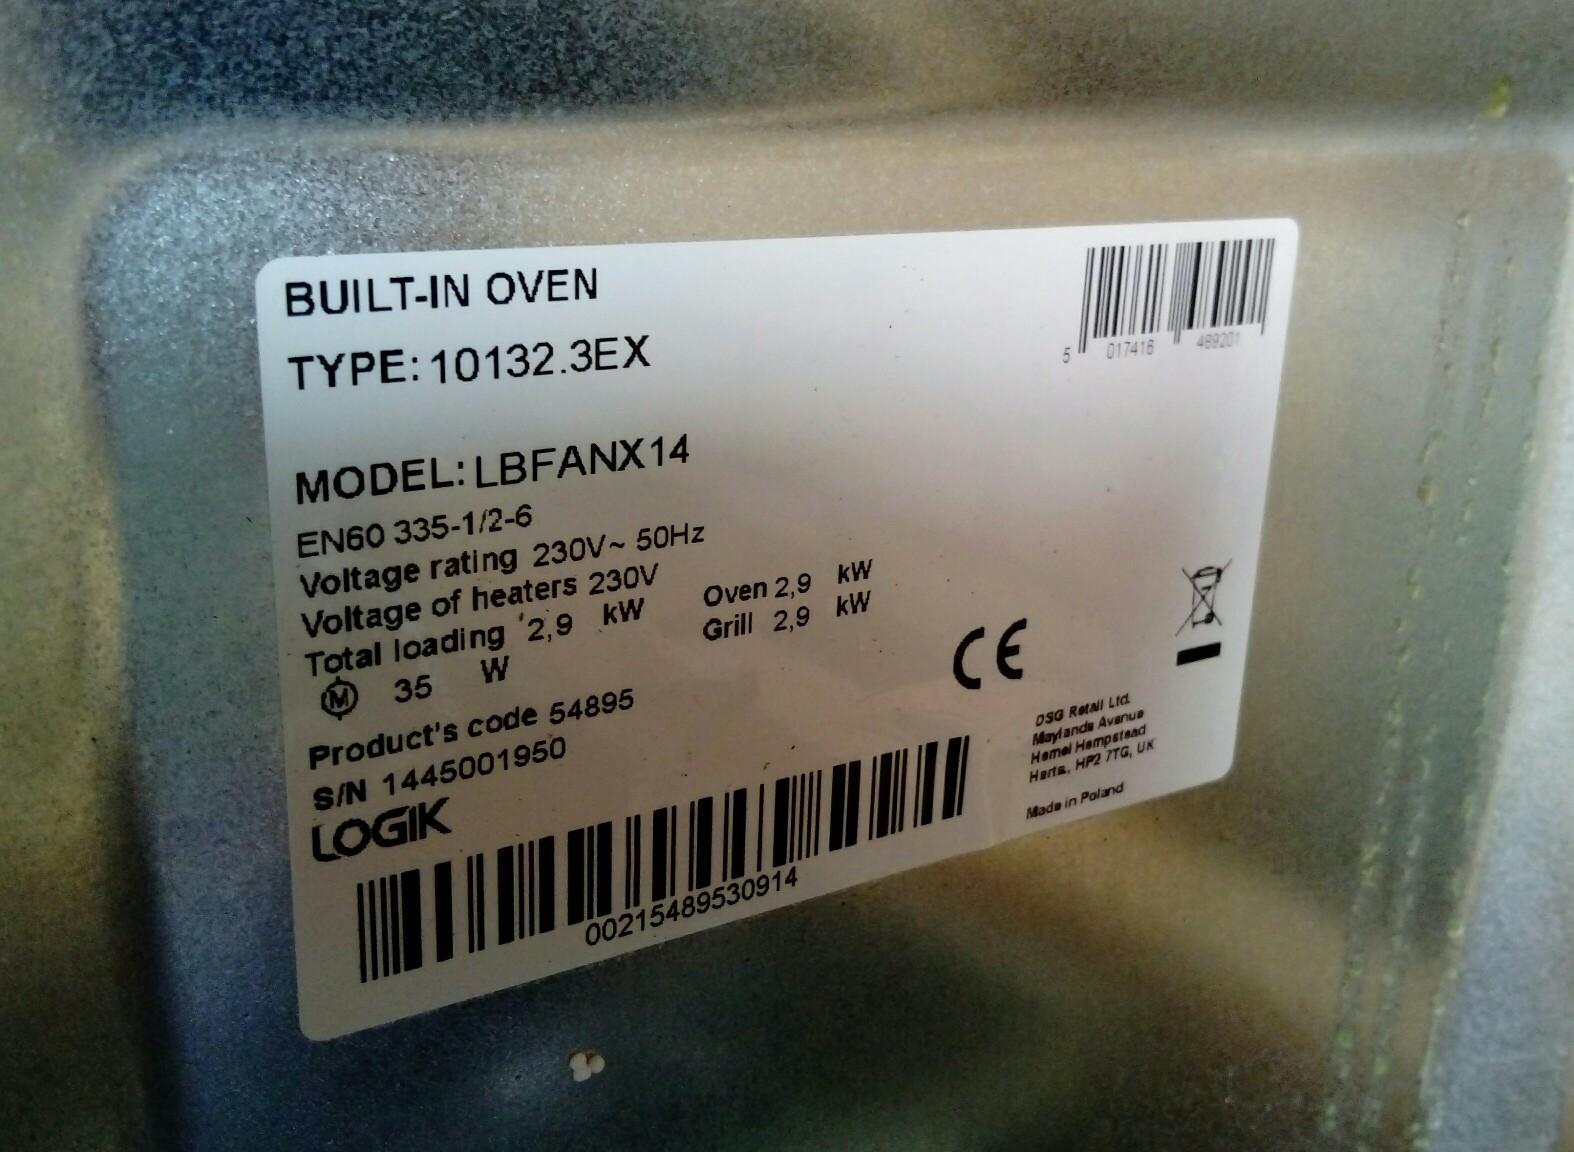 BUILT-IN OVEN
TYPE: 10132.3EX
5 017416 489201
MODEL: LBFANX14
EN60 335-1/2-6
Voltage rating 230V~ 50Hz
Voltage of heaters 230V
Total loading 2,9 kW
Oven 2,9 kW
Grill 2,9 kW
M 35 W
CE
Product's code 54895
S/N 1445001950
LOGIK
00215489530914
DSG Retail Ltd.
Maylands Avenue
Hemel Hempstead
Herts, HP2 7TG, UK
Made in Poland